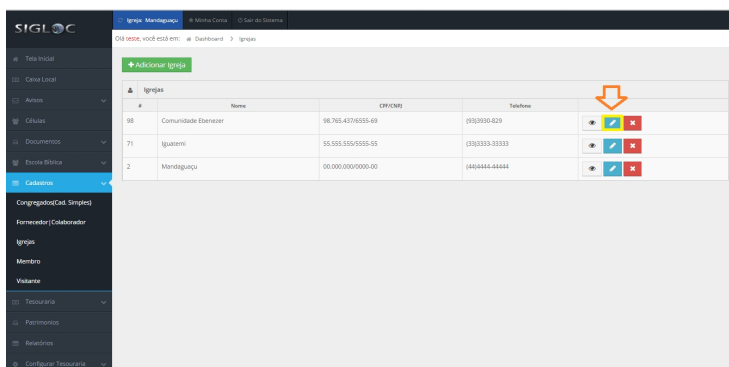 SIGLOC
Igreja: Mandaguaçu Minha Conta Sair do Sistema
Olá teste, você está em: Dashboard > Igrejas
Tela Inicial
Caixa Local
Avisos
Células
Documentos
Escola Bíblica
Cadastros
Congregados(Cad. Simples)
Fornecedor|Colaborador
Igrejas
Membro
Visitante
Tesouraria
Patrimonios
Relatórios
Configurar Tesouraria
+Adicionar Igreja
Igrejas
# Nome CPF/CNPJ Telefone
98 Comunidade Ebenezer 98.765.437/6555-69 (93)3930-829
71 Iguatemi 55.555.555/5555-55 (33)3333-33333
2 Mandaguaçu 00.000.000/0000-00 (44)4444-44444